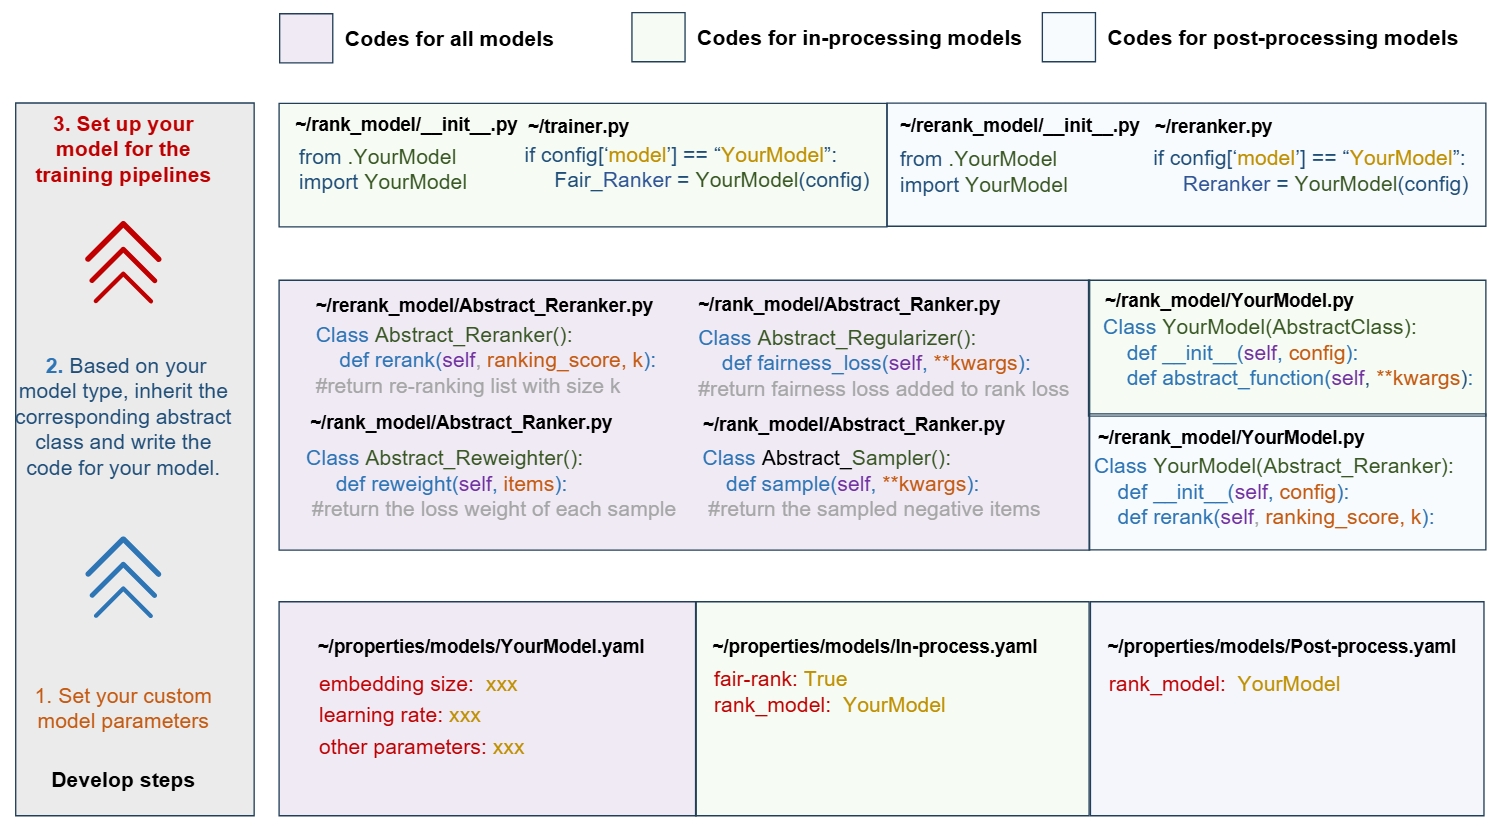 Codes for all models
Codes for in-processing models
Codes for post-processing models
3. Set up your
model for the
training pipelines
2. Based on your
model type, inherit the
corresponding abstract
class and write the
code for your model.
1. Set your custom
model parameters
Develop steps
~/rank_model/__init__.py
from .YourModel
import YourModel
~/trainer.py
if config[‘model’] == “YourModel”:
Fair_Ranker = YourModel(config)
~/rerank_model/__init__.py
from .YourModel
import YourModel
~/reranker.py
if config[‘model’] == “YourModel”:
Reranker = YourModel(config)
~/rerank_model/Abstract_Reranker.py
Class Abstract_Reranker():
def rerank(self, ranking_score, k):
#return re-ranking list with size k
~/rank_model/Abstract_Ranker.py
Class Abstract_Regularizer():
def fairness_loss(self, **kwargs):
#return fairness loss added to rank loss
~/rank_model/Abstract_Ranker.py
Class Abstract_Reweighter():
def reweight(self, items):
#return the loss weight of each sample
~/rank_model/Abstract_Ranker.py
Class Abstract_Sampler():
def sample(self, **kwargs):
#return the sampled negative items
~/rank_model/YourModel.py
Class YourModel(AbstractClass):
def __init__(self, config):
def abstract_function(self, **kwargs):
~/rerank_model/YourModel.py
Class YourModel(Abstract_Reranker):
def __init__(self, config):
def rerank(self, ranking_score, k):
~/properties/models/YourModel.yaml
embedding size: xxx
learning rate: xxx
other parameters: xxx
~/properties/models/In-process.yaml
fair-rank: True
rank_model: YourModel
~/properties/models/Post-process.yaml
rank_model: YourModel